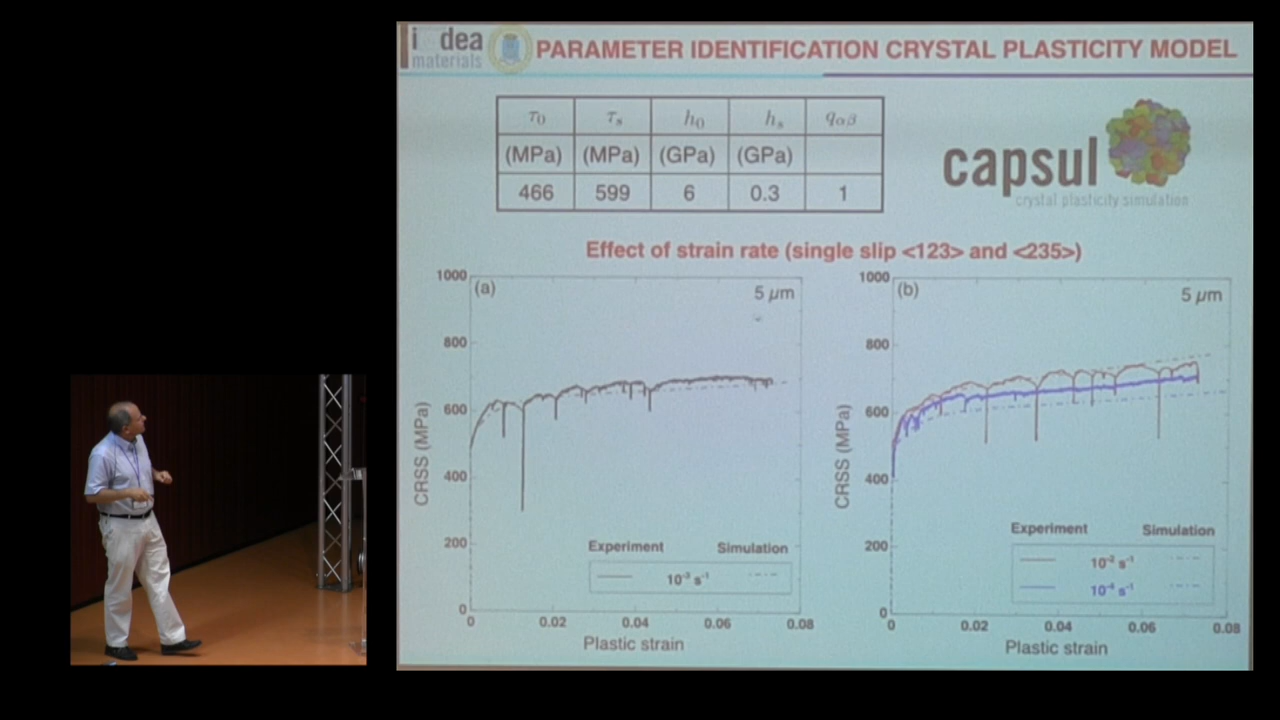 i dea
materials
PARAMETER IDENTIFICATION CRYSTAL PLASTICITY MODEL
τ0 τs h0 hs qαβ
(MPa) (MPa) (GPa) (GPa)
466 599 6 0.3 1
capsul
crystal plasticity simulation
Effect of strain rate (single slip <123> and <235>)
(a)
5 µm
1000
800
600
400
200
0
CRSS (MPa)
Experiment Simulation
10⁻³ s⁻¹
0 0.02 0.04 0.06 0.08
Plastic strain
(b)
5 µm
1000
800
600
400
200
0
CRSS (MPa)
Experiment Simulation
10⁻² s⁻¹
10⁻⁴ s⁻¹
0 0.02 0.04 0.06 0.08
Plastic strain